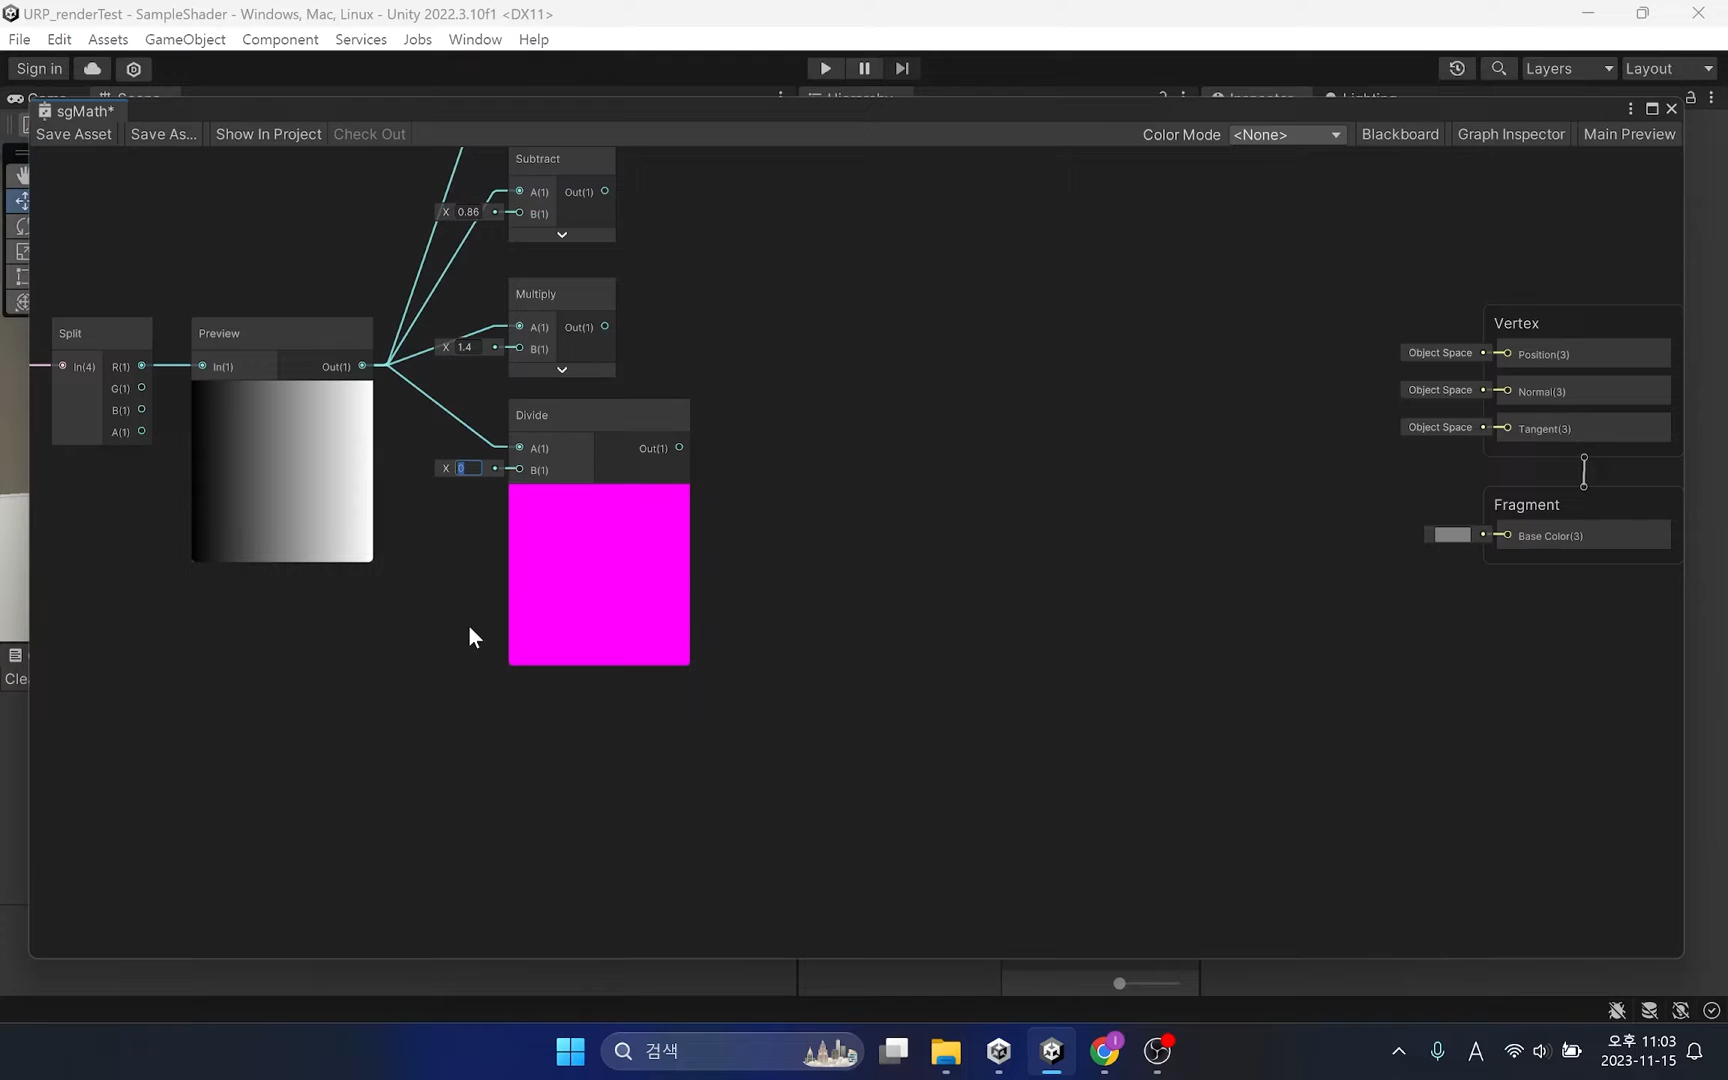 URP_renderTest - SampleShader - Windows, Mac, Linux - Unity 2022.3.10f1 <DX11>
File Edit Assets GameObject Component Services Jobs Window Help
Sign in
Layers Layout
sgMath*
Save Asset Save As... Show In Project Check Out
Color Mode <None> Blackboard Graph Inspector Main Preview
Subtract
A(1) Out(1)
X 0.86 B(1)
Multiply
A(1) Out(1)
X 1.4 B(1)
Split
In(4) R(1)
G(1)
B(1)
A(1)
Preview
In(1) Out(1)
Divide
A(1) Out(1)
X 0 B(1)
Vertex
Object Space Position(3)
Object Space Normal(3)
Object Space Tangent(3)
Fragment
Base Color(3)
Clea
검색
A
오후 11:03
2023-11-15